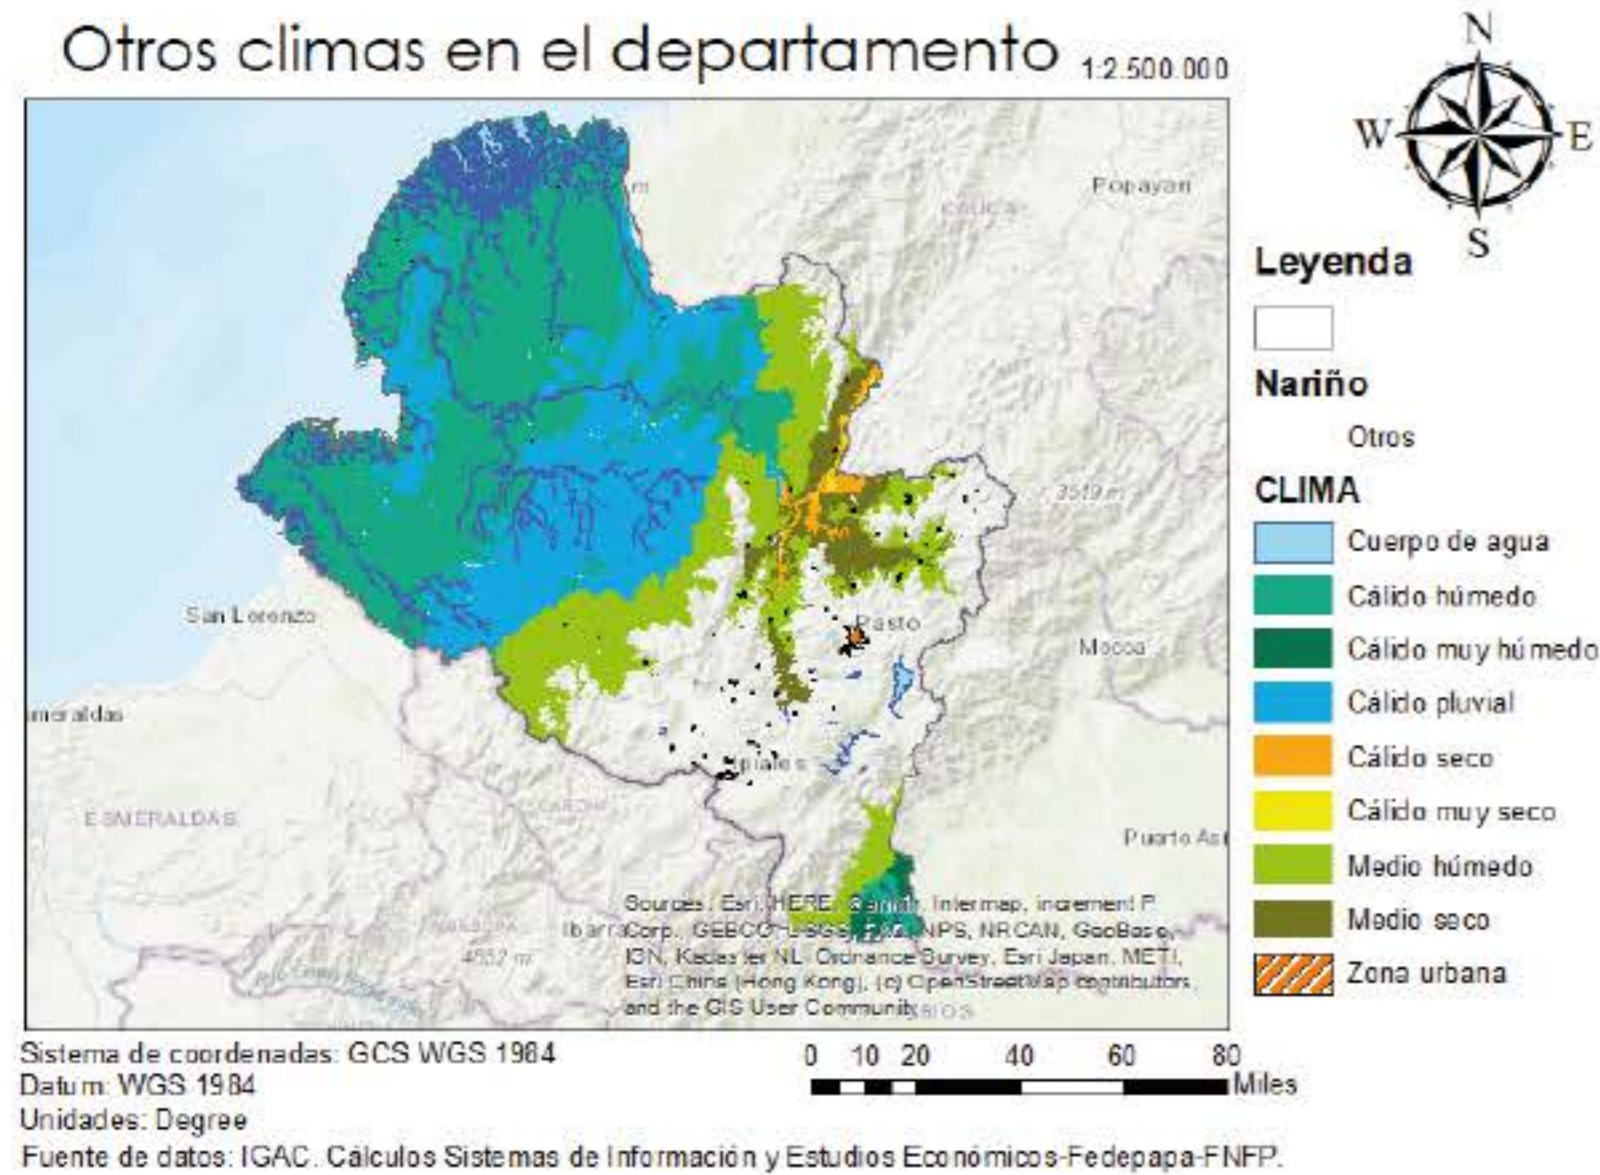 Otros climas en el departamento
1:2.500.000
N
W
E
S
Popayan
CAUCA
3519 m
San Lorenzo
Pasto
Mocoa
meraldas
Ipiales
ESMERALDAS
CARCHI
Puerto Asi
Ibarra
4552 m
Sources: Esri, HERE, Garmin, Intermap, increment P
Corp., GEBCO, USGS, FAO, NPS, NRCAN, GeoBase,
IGN, Kadaster NL, Ordnance Survey, Esri Japan, METI,
Esri China (Hong Kong), (c) OpenStreetMap contributors,
and the GIS User Community
Leyenda
Nariño
Otros
CLIMA
Cuerpo de agua
Cálido húmedo
Cálido muy húmedo
Cálido pluvial
Cálido seco
Cálido muy seco
Medio húmedo
Medio seco
Zona urbana
0 10 20 40 60 80
Miles
Sistema de coordenadas: GCS WGS 1984
Datum: WGS 1984
Unidades: Degree
Fuente de datos: IGAC. Cálculos Sistemas de Información y Estudios Económicos-Fedepapa-FNFP.